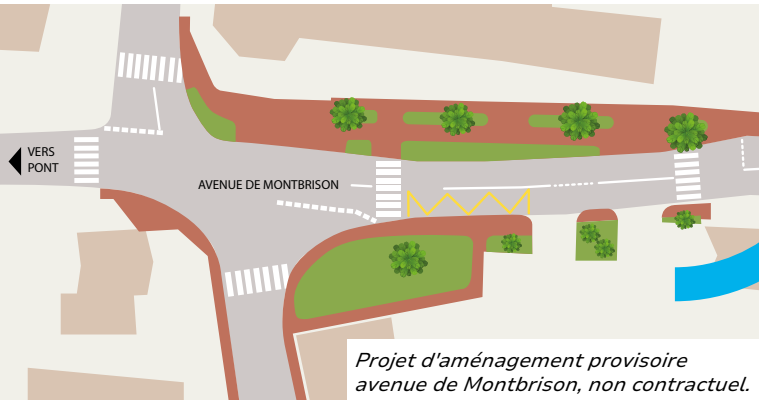 VERS
PONT
AVENUE DE MONTBRISON
Projet d'aménagement provisoire
avenue de Montbrison, non contractuel.